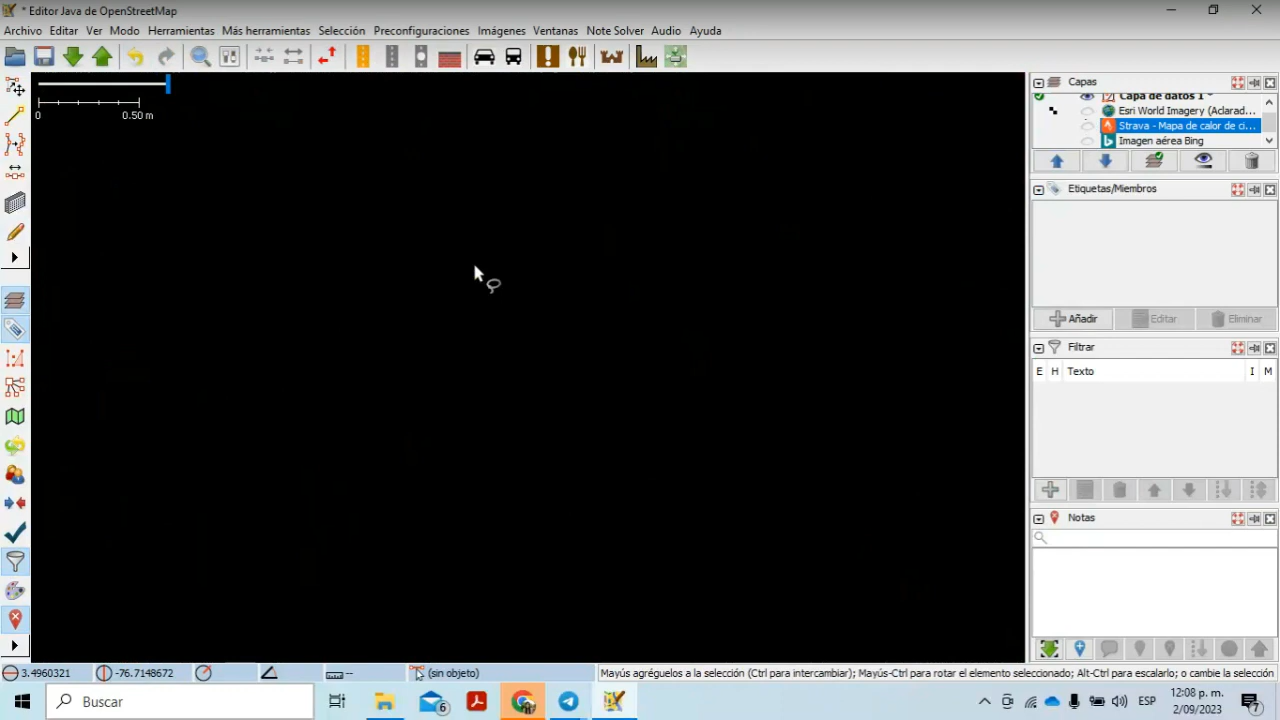 * Editor Java de OpenStreetMap
Archivo Editar Ver Modo Herramientas Más herramientas Selección Preconfiguraciones Imágenes Ventanas Note Solver Audio Ayuda
0 0.50 m
Capas
Capa de datos 1 *
Esri World Imagery (Aclarad...
Strava - Mapa de calor de ci...
Imagen aérea Bing
Etiquetas/Miembros
Añadir Editar Eliminar
Filtrar
E H Texto I M
Notas
3.4960321 -76.7148672 -- (sin objeto) Mayús agréguelos a la selección (Ctrl para intercambiar); Mayús-Ctrl para rotar el elemento seleccionado; Alt-Ctrl para escalarlo; o cambie la selección
Buscar 6 ESP 12:08 p. m.
2/09/2023 7